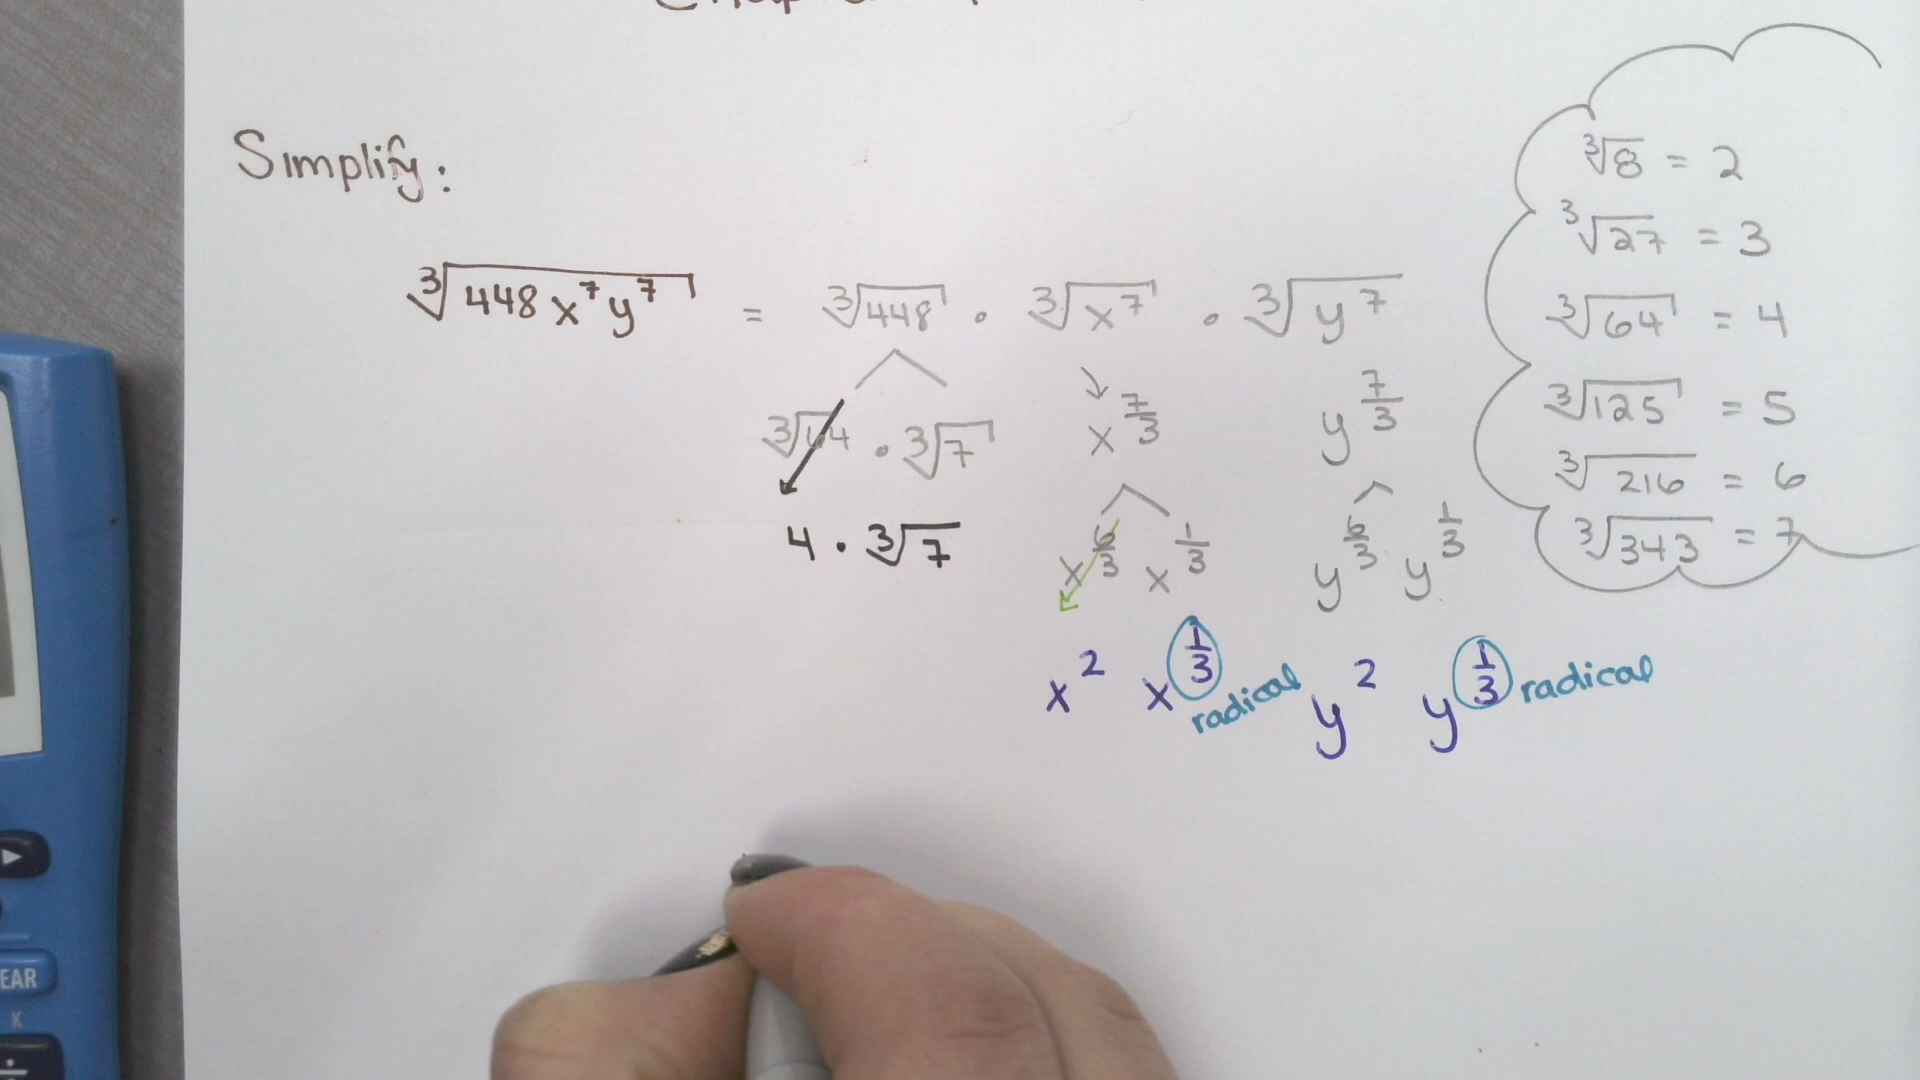 Simplify:
∛448x⁷y⁷ = ∛448 · ∛x⁷ · ∛y⁷
∛64 · ∛7 x^(7/3) y^(7/3)
4 · ∛7 x^(6/3) x^(1/3) y^(6/3) y^(1/3)
x² x^(1/3) radical y² y^(1/3) radical
∛8 = 2
∛27 = 3
∛64 = 4
∛125 = 5
∛216 = 6
∛343 = 7
EAR
K
÷